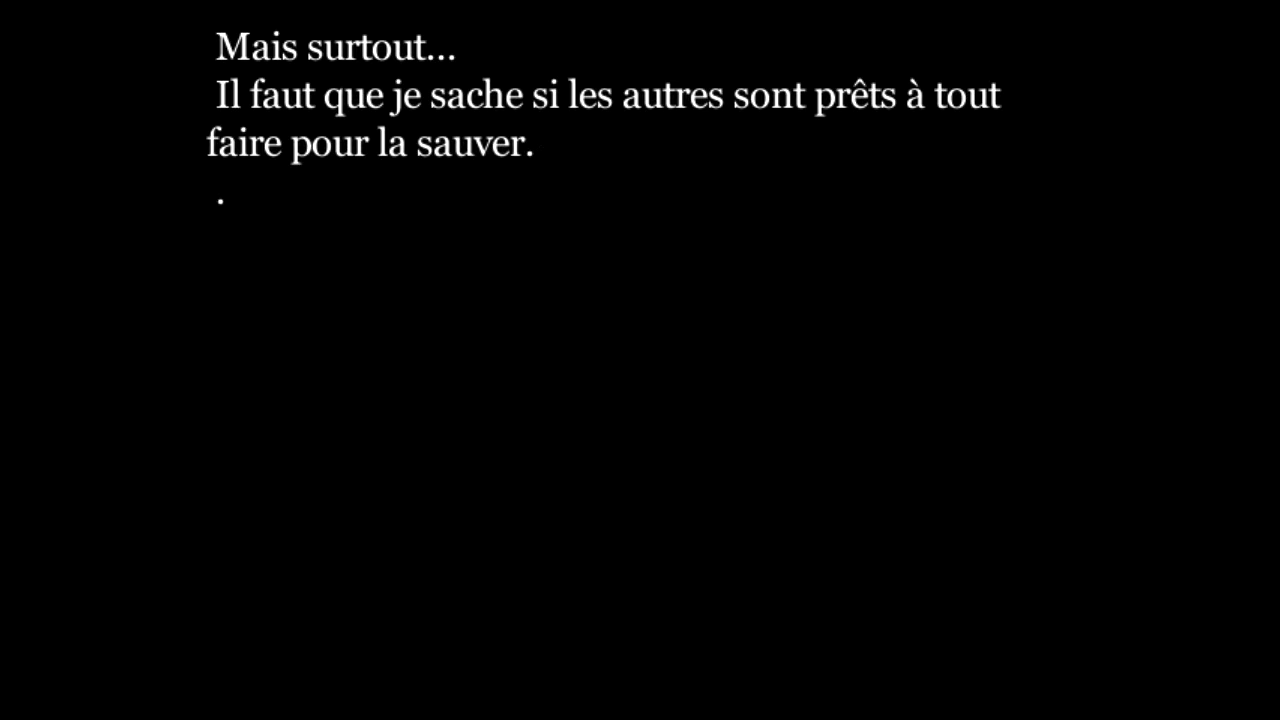 Mais surtout...
Il faut que je sache si les autres sont prêts à tout
faire pour la sauver.
.